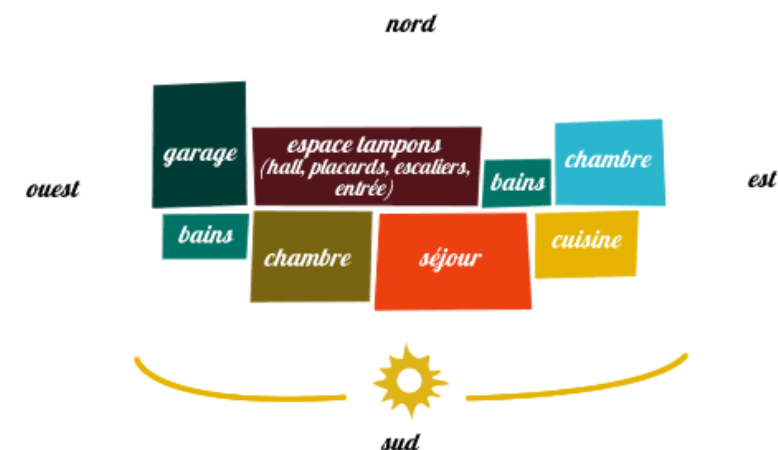 nord
garage
espace tampons
(hall, placards, escaliers,
entrée)
bains
chambre
ouest
est
bains
chambre
séjour
cuisine
sud